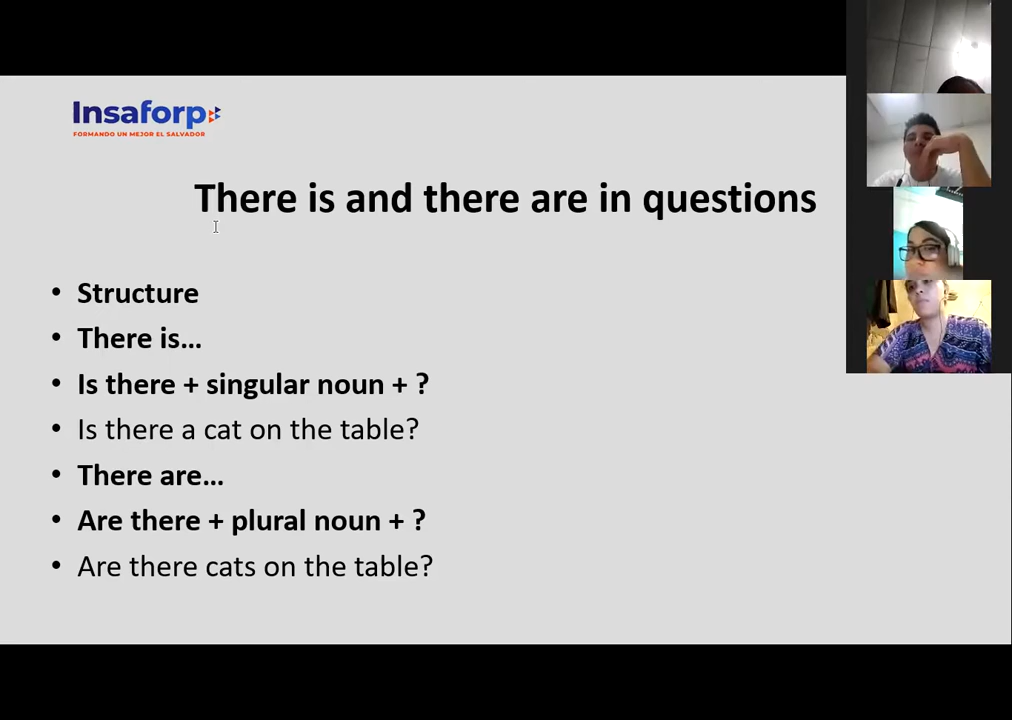 Insaforp
FORMANDO UN MEJOR EL SALVADOR
There is and there are in questions
• Structure
• There is...
• Is there + singular noun + ?
• Is there a cat on the table?
• There are...
• Are there + plural noun + ?
• Are there cats on the table?